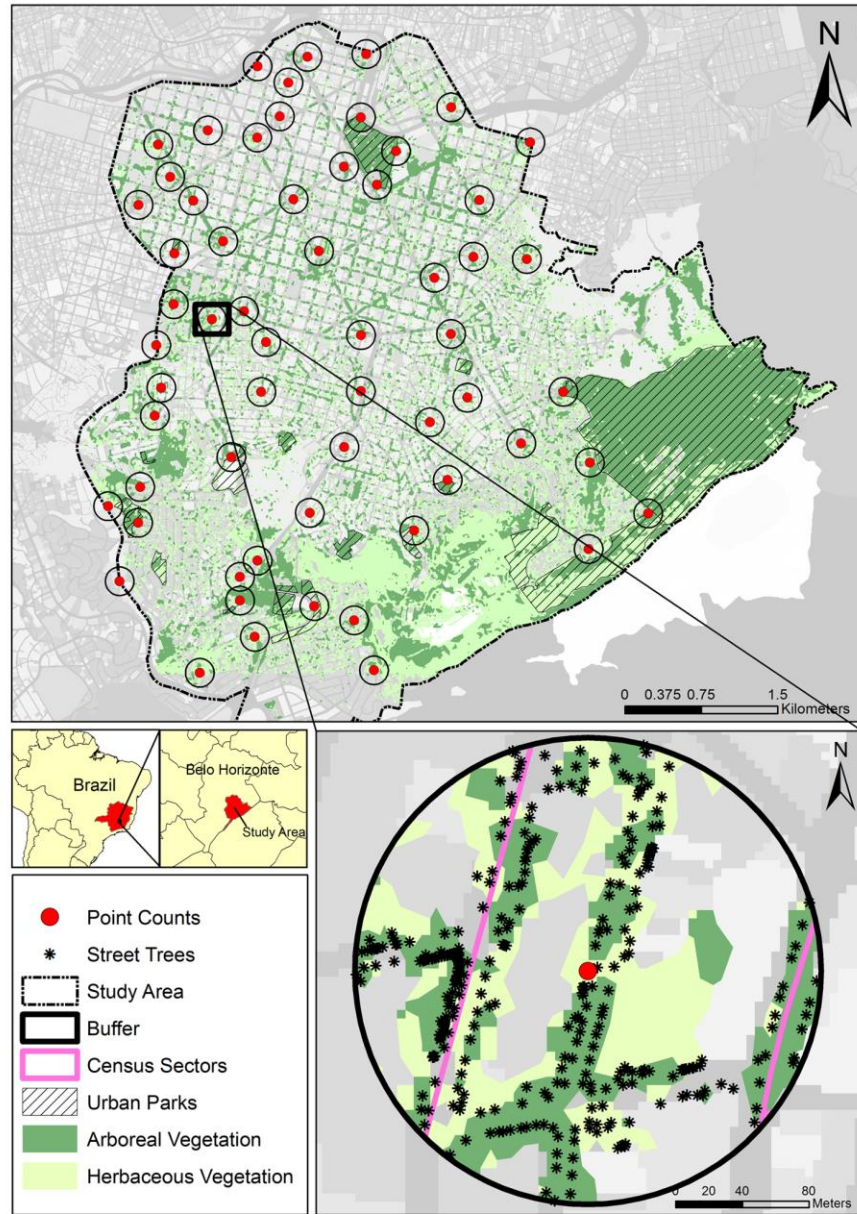 N
0 0.375 0.75 1.5
Kilometers
Brazil
Belo Horizonte
Study Area
N
Point Counts
Street Trees
Study Area
Buffer
Census Sectors
Urban Parks
Arboreal Vegetation
Herbaceous Vegetation
0 20 40 80
Meters